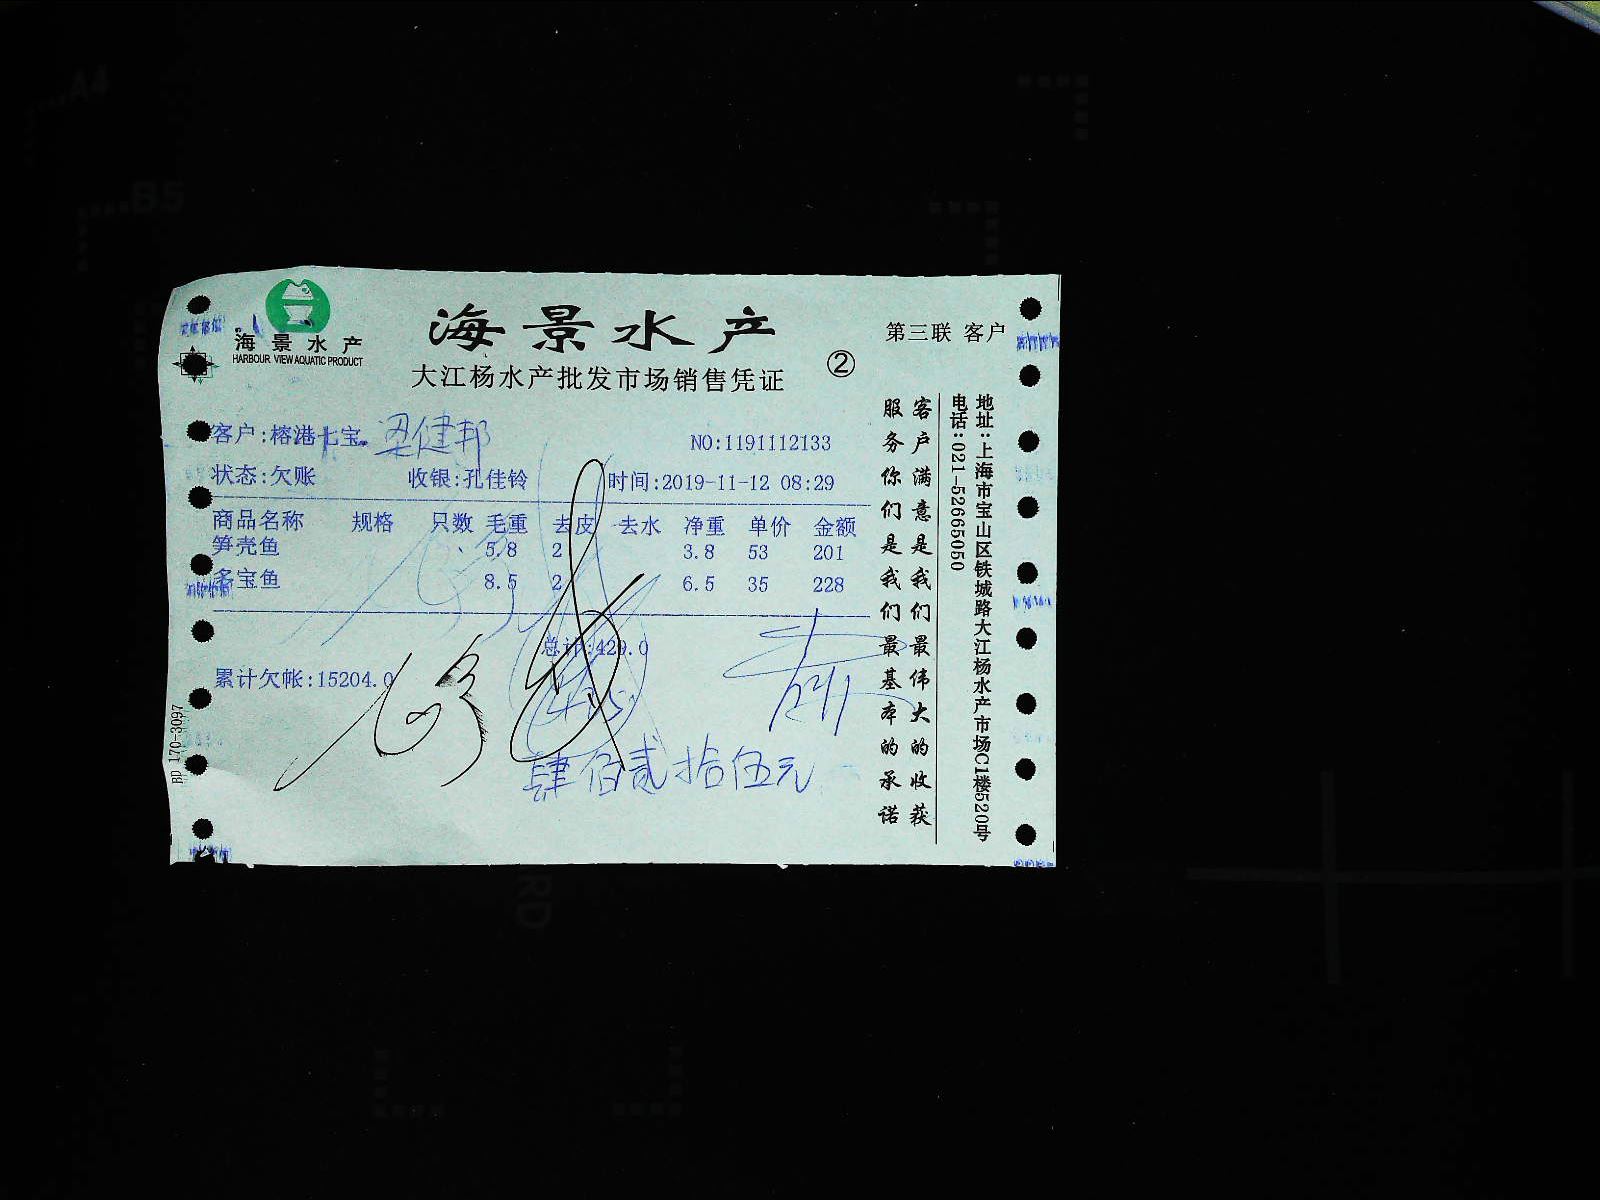 海景水产
HARBOUR VIEW AQUATIC PRODUCT
海景水产
第三联 客户
大江杨水产批发市场销售凭证
②
客户:榕港七宝 梁健邦
NO:1191112133
状态:欠账 收银:孔佳铃 时间:2019-11-12 08:29
商品名称 规格 只数 毛重 去皮 去水 净重 单价 金额
笋壳鱼 5.8 2 3.8 53 201
多宝鱼 8.5 2 6.5 35 228
总计:429.0
累计欠帐:15204.0
肆佰贰拾伍元
客户满意是我们最伟大的收获
服务你们是我们最基本的承诺
地址:上海市宝山区铁城路大江杨水产市场C1楼520号
电话:021-52665050
BD 170-3097
A4
B5